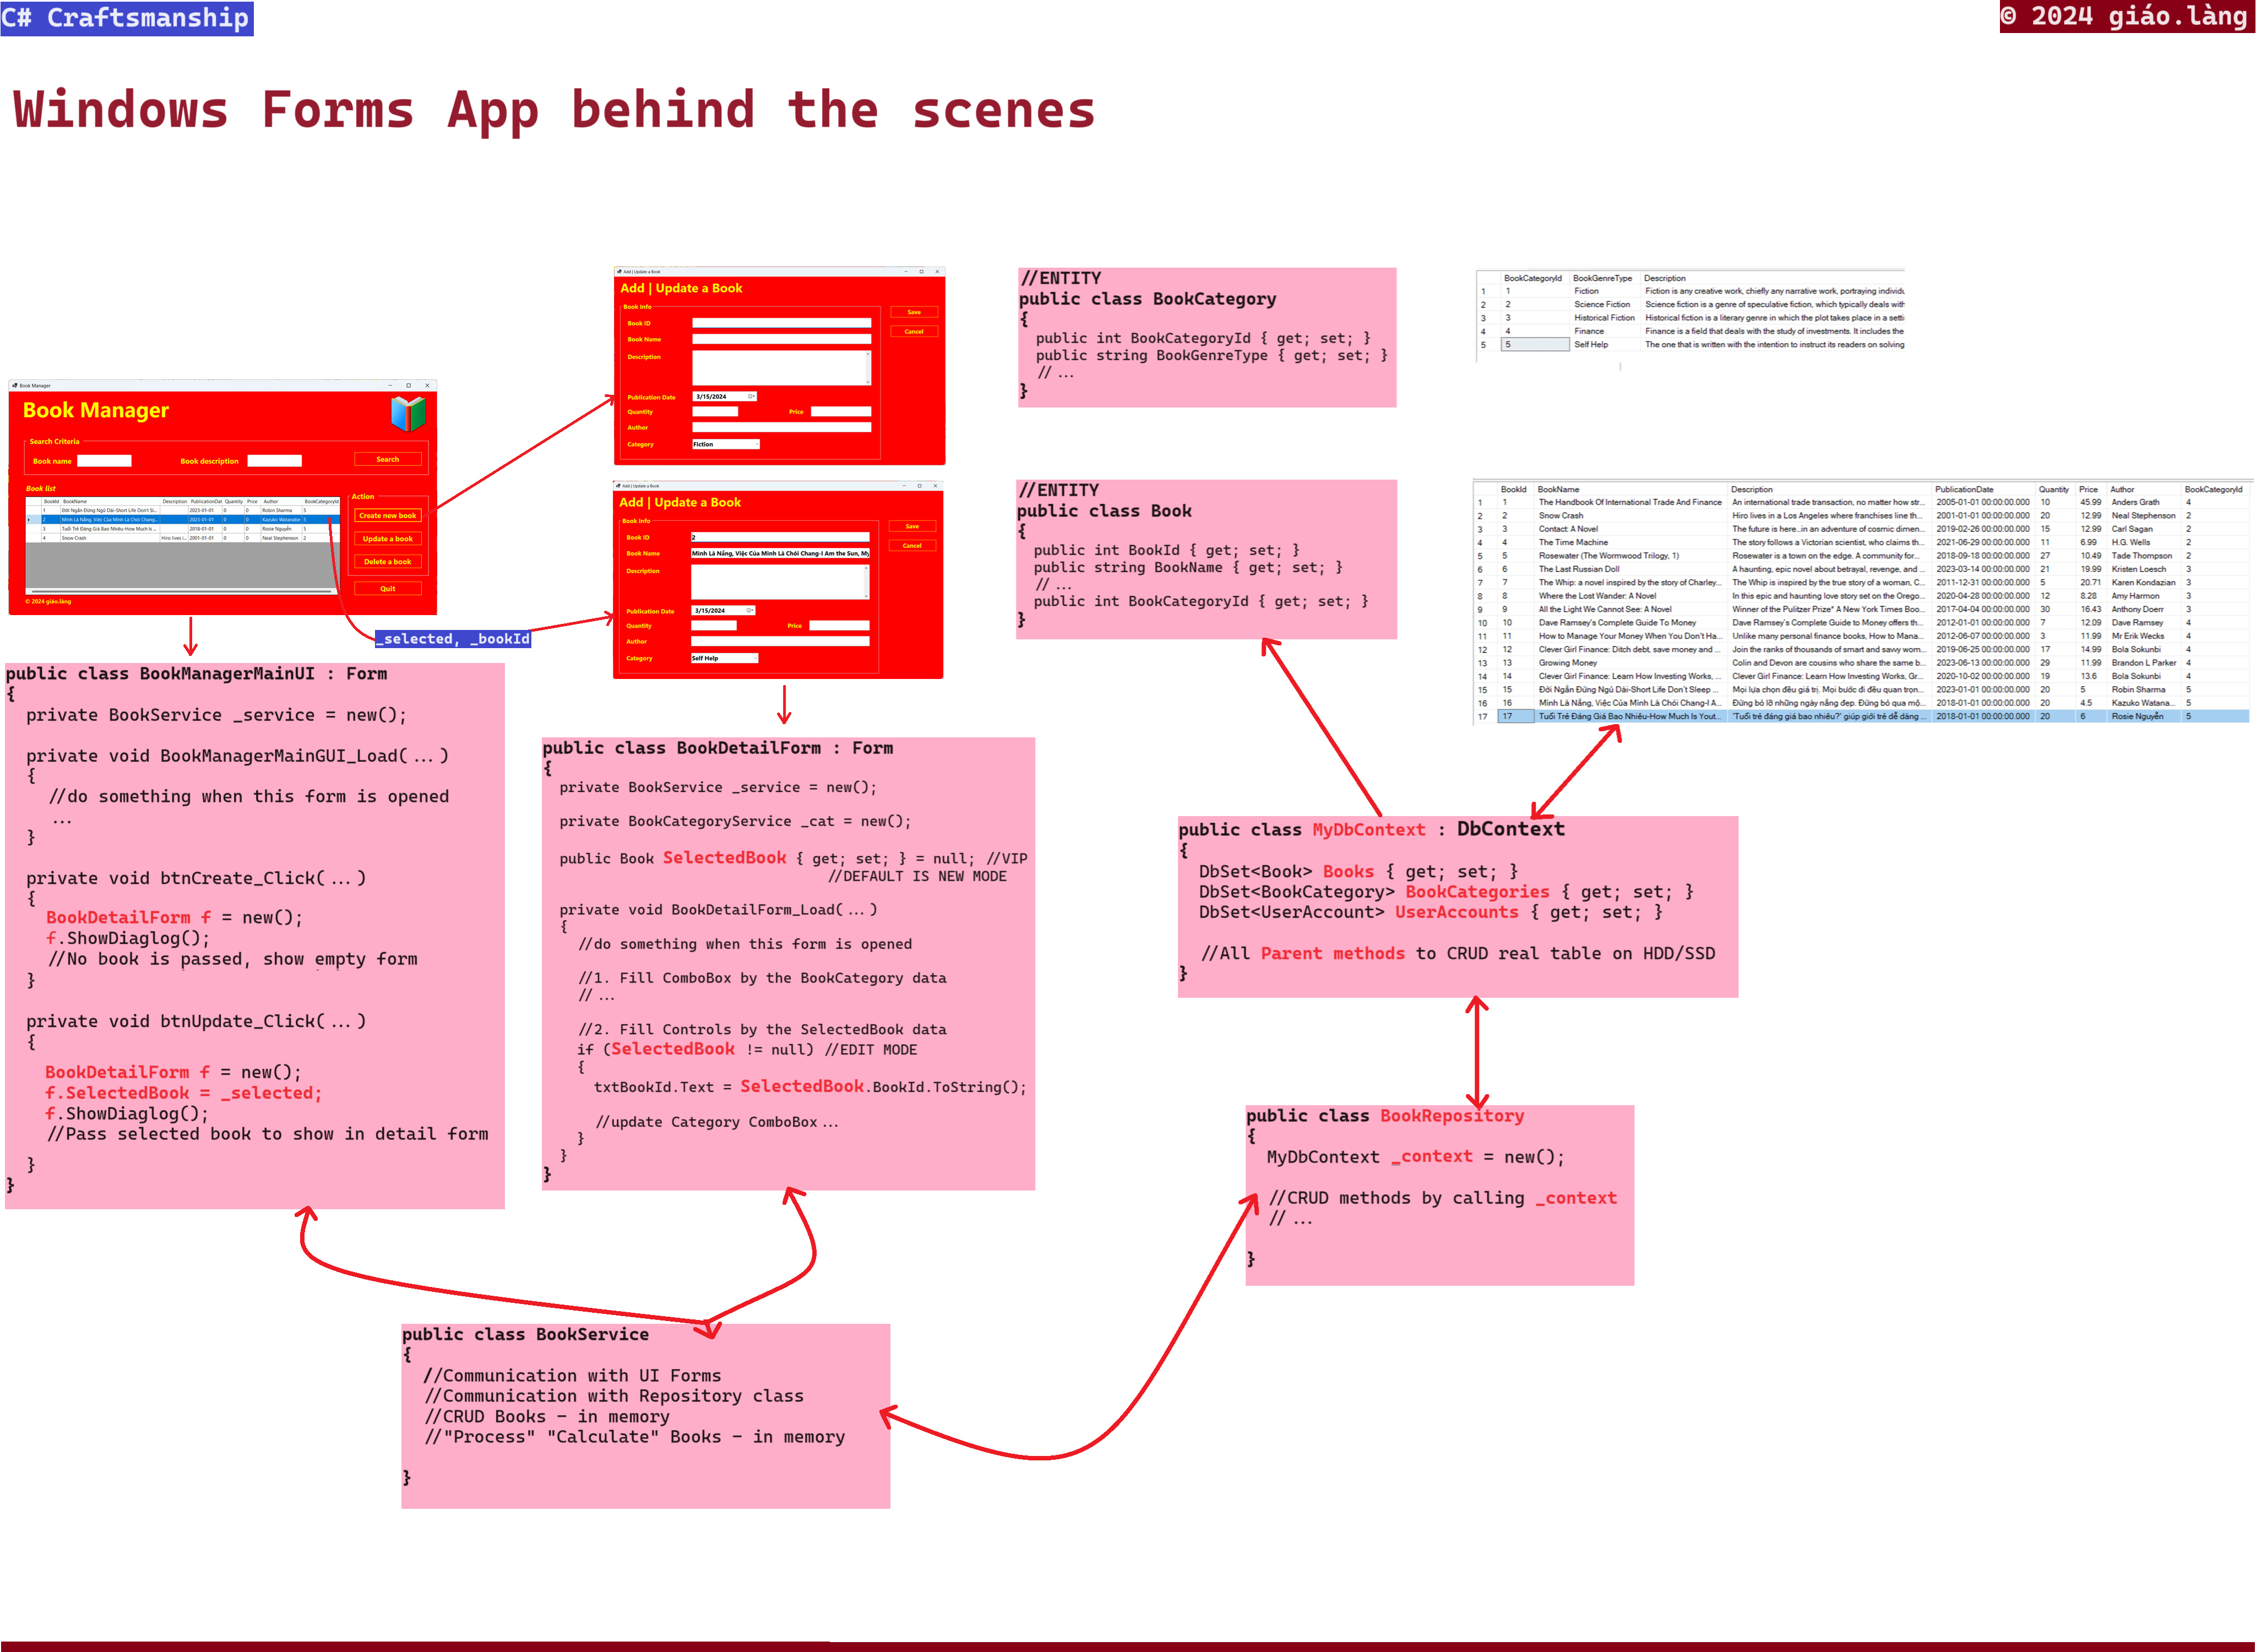 C# Craftsmanship
© 2024 giáo.làng
Windows Forms App behind the scenes
Book Manager
Book Manager
Search Criteria
Book name
Book description
Search
Book list
BookId BookName Description PublicationDat Quantity Price Author BookCategoryId
1 Đời Ngắn Đừng Ngủ Dài-Short Life Don't Sl... 2023-01-01 0 0 Robin Sharma 5
2 Mình Là Nắng, Việc Của Mình Là Chói Chang... 2023-01-01 0 0 Kazuko Watanabe 5
3 Tuổi Trẻ Đáng Giá Bao Nhiêu-How Much Is ... 2018-01-01 0 0 Rosie Nguyễn 5
4 Snow Crash Hiro lives i... 2001-01-01 0 0 Neal Stephenson 2
Action
Create new book
Update a book
Delete a book
Quit
© 2024 giáo.làng
_selected, _bookId
Add | Update a Book
Add | Update a Book
Book Info
Book ID
Book Name
Description
Publication Date 3/15/2024
Quantity Price
Author
Category Fiction
Save
Cancel
Add | Update a Book
Add | Update a Book
Book Info
Book ID 2
Book Name Mình Là Nắng, Việc Của Mình Là Chói Chang-I Am the Sun, My
Description
Publication Date 3/15/2024
Quantity Price
Author
Category Self Help
Save
Cancel
//ENTITY
public class BookCategory
{
public int BookCategoryId { get; set; }
public string BookGenreType { get; set; }
// ...
}
BookCategoryId BookGenreType Description
1 1 Fiction Fiction is any creative work, chiefly any narrative work, portraying individu
2 2 Science Fiction Science fiction is a genre of speculative fiction, which typically deals with
3 3 Historical Fiction Historical fiction is a literary genre in which the plot takes place in a setti
4 4 Finance Finance is a field that deals with the study of investments. It includes the
5 5 Self Help The one that is written with the intention to instruct its readers on solving
//ENTITY
public class Book
{
public int BookId { get; set; }
public string BookName { get; set; }
// ...
public int BookCategoryId { get; set; }
}
BookId BookName Description PublicationDate Quantity Price Author BookCategoryId
1 1 The Handbook Of International Trade And Finance An international trade transaction, no matter how str... 2005-01-01 00:00:00.000 10 45.99 Anders Grath 4
2 2 Snow Crash Hiro lives in a Los Angeles where franchises line th... 2001-01-01 00:00:00.000 20 12.99 Neal Stephenson 2
3 3 Contact: A Novel The future is here...in an adventure of cosmic dimen... 2019-02-26 00:00:00.000 15 12.99 Carl Sagan 2
4 4 The Time Machine The story follows a Victorian scientist, who claims th... 2021-06-29 00:00:00.000 11 6.99 H.G. Wells 2
5 5 Rosewater (The Wormwood Trilogy, 1) Rosewater is a town on the edge. A community for... 2018-09-18 00:00:00.000 27 10.49 Tade Thompson 2
6 6 The Last Russian Doll A haunting, epic novel about betrayal, revenge, and ... 2023-03-14 00:00:00.000 21 19.99 Kristen Loesch 3
7 7 The Whip: a novel inspired by the story of Charley... The Whip is inspired by the true story of a woman, C... 2011-12-31 00:00:00.000 5 20.71 Karen Kondazian 3
8 8 Where the Lost Wander: A Novel In this epic and haunting love story set on the Orego... 2020-04-28 00:00:00.000 12 8.28 Amy Harmon 3
9 9 All the Light We Cannot See: A Novel Winner of the Pulitzer Prize* A New York Times Boo... 2017-04-04 00:00:00.000 30 16.43 Anthony Doerr 3
10 10 Dave Ramsey's Complete Guide To Money Dave Ramsey's Complete Guide to Money offers th... 2012-01-01 00:00:00.000 7 12.09 Dave Ramsey 4
11 11 How to Manage Your Money When You Don't Ha... Unlike many personal finance books, How to Mana... 2012-06-07 00:00:00.000 3 11.99 Mr Erik Wecks 4
12 12 Clever Girl Finance: Ditch debt, save money and ... Join the ranks of thousands of smart and savvy wom... 2019-06-25 00:00:00.000 17 14.99 Bola Sokunbi 4
13 13 Growing Money Colin and Devon are cousins who share the same b... 2023-06-13 00:00:00.000 29 11.99 Brandon L Parker 4
14 14 Clever Girl Finance: Learn How Investing Works, ... Clever Girl Finance: Learn How Investing Works, Gr... 2020-10-02 00:00:00.000 19 13.6 Bola Sokunbi 4
15 15 Đời Ngắn Đừng Ngủ Dài-Short Life Don't Sleep ... Mọi lựa chọn đều giá trị. Mọi bước đi đều quan trọn... 2023-01-01 00:00:00.000 20 5 Robin Sharma 5
16 16 Mình Là Nắng, Việc Của Mình Là Chói Chang-I A... Đừng bỏ lỡ những ngày nắng đẹp. Đừng bỏ qua mộ... 2023-01-01 00:00:00.000 20 4.5 Kazuko Watana... 5
17 17 Tuổi Trẻ Đáng Giá Bao Nhiêu-How Much Is Yout... "Tuổi trẻ đáng giá bao nhiêu?" giúp giới trẻ dễ dàng ... 2018-01-01 00:00:00.000 20 6 Rosie Nguyễn 5
public class BookManagerMainUI : Form
{
private BookService _service = new();
private void BookManagerMainGUI_Load( ... )
{
//do something when this form is opened
...
}
private void btnCreate_Click( ... )
{
BookDetailForm f = new();
f.ShowDiaglog();
//No book is passed, show empty form
}
private void btnUpdate_Click( ... )
{
BookDetailForm f = new();
f.SelectedBook = _selected;
f.ShowDiaglog();
//Pass selected book to show in detail form
}
}
public class BookDetailForm : Form
{
private BookService _service = new();
private BookCategoryService _cat = new();
public Book SelectedBook { get; set; } = null; //VIP
//DEFAULT IS NEW MODE
private void BookDetailForm_Load( ... )
{
//do something when this form is opened
//1. Fill ComboBox by the BookCategory data
// ...
//2. Fill Controls by the SelectedBook data
if (SelectedBook != null) //EDIT MODE
{
txtBookId.Text = SelectedBook.BookId.ToString();
//update Category ComboBox ...
}
}
}
public class MyDbContext : DbContext
{
DbSet<Book> Books { get; set; }
DbSet<BookCategory> BookCategories { get; set; }
DbSet<UserAccount> UserAccounts { get; set; }
//All Parent methods to CRUD real table on HDD/SSD
}
public class BookRepository
{
MyDbContext _context = new();
//CRUD methods by calling _context
// ...
}
public class BookService
{
//Communication with UI Forms
//Communication with Repository class
//CRUD Books – in memory
//"Process" "Calculate" Books – in memory
}